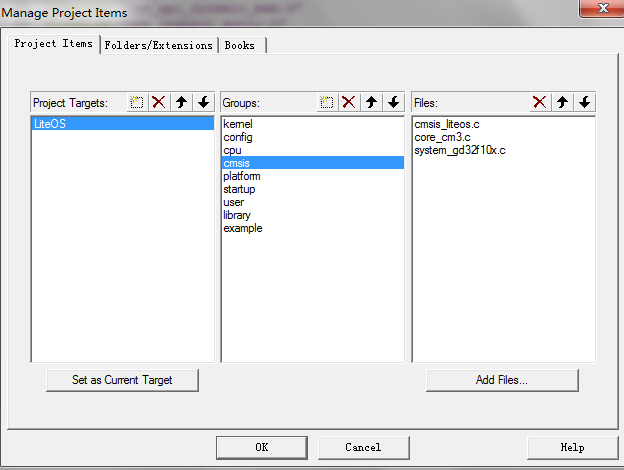 Manage Project Items
Project Items
Folders/Extensions
Books
Project Targets:
Groups:
Files:
LiteOS
kernel
config
cpu
cmsis
platform
startup
user
library
example
cmsis_liteos.c
core_cm3.c
system_gd32f10x.c
Set as Current Target
Add Files...
OK
Cancel
Help